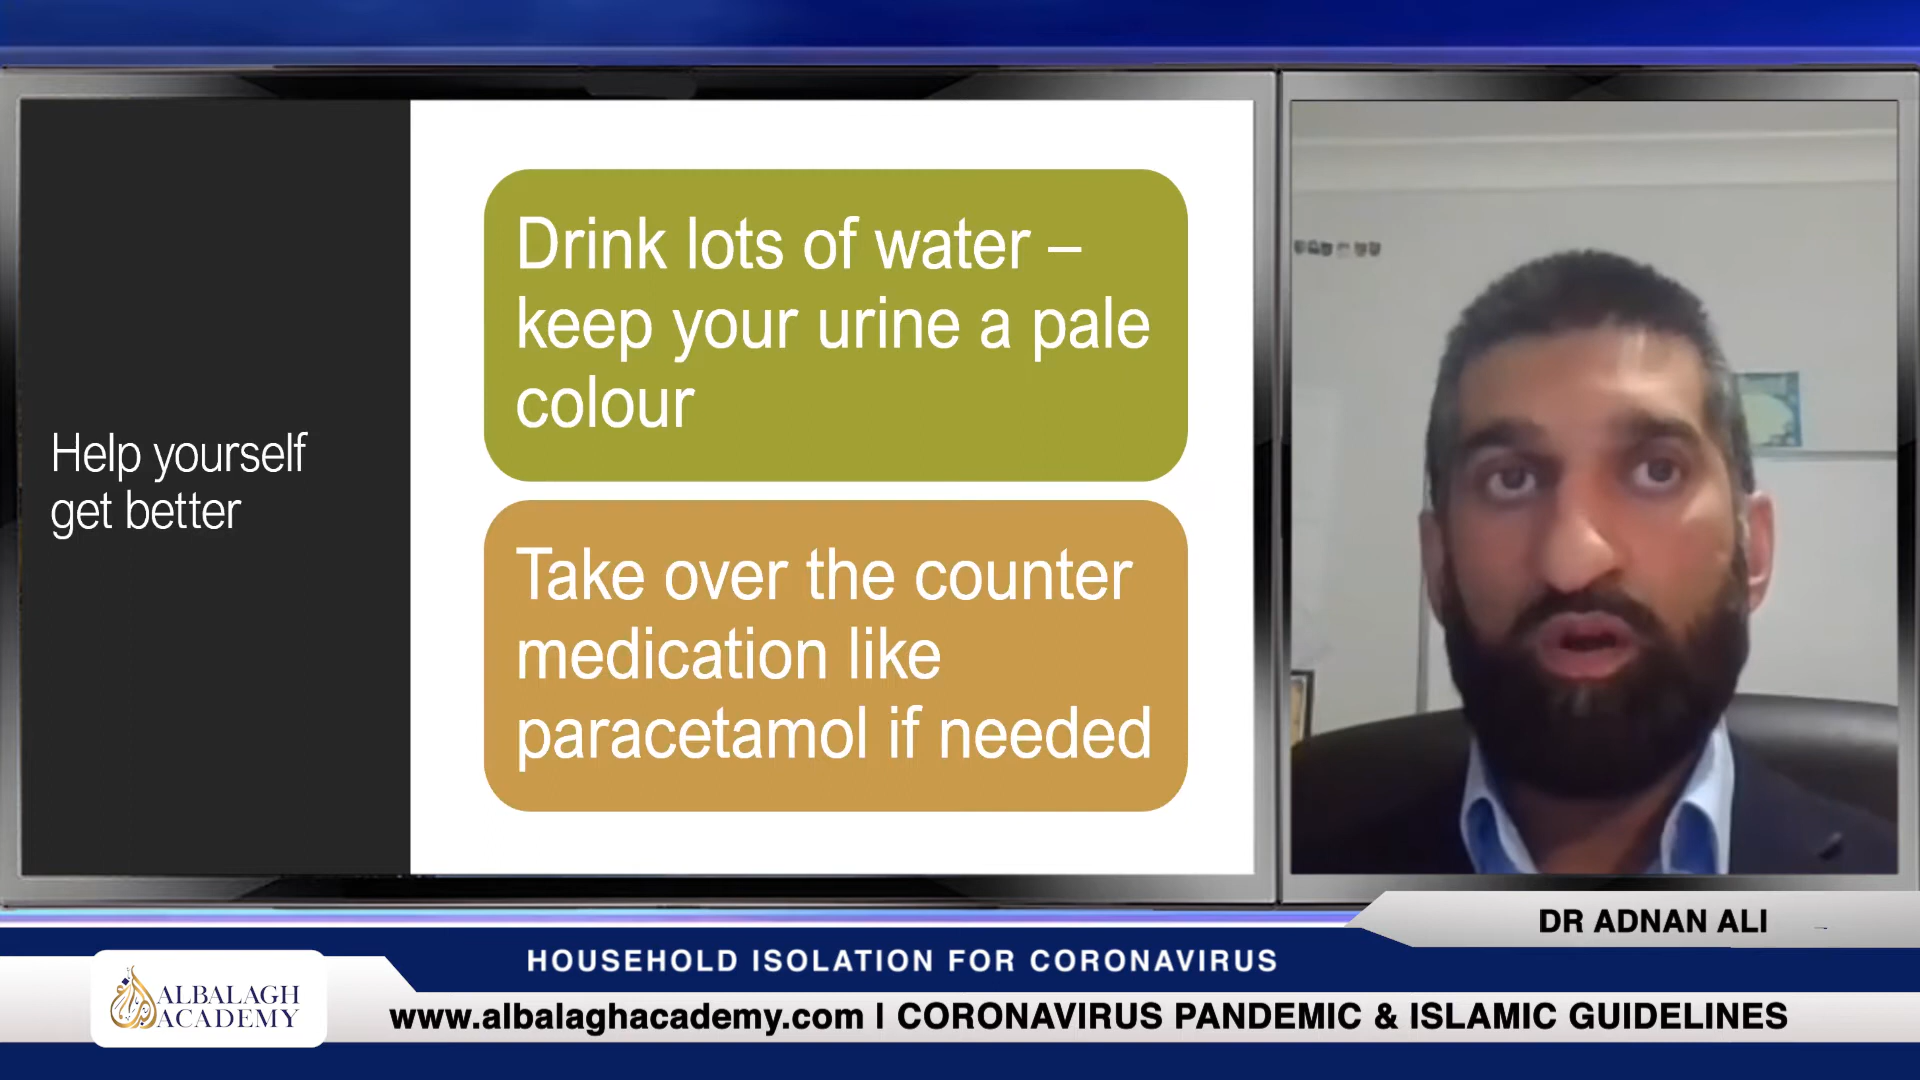 Help yourself
get better
Drink lots of water –
keep your urine a pale
colour
Take over the counter
medication like
paracetamol if needed
DR ADNAN ALI
HOUSEHOLD ISOLATION FOR CORONAVIRUS
ALBALAGH
ACADEMY
www.albalaghacademy.com | CORONAVIRUS PANDEMIC & ISLAMIC GUIDELINES